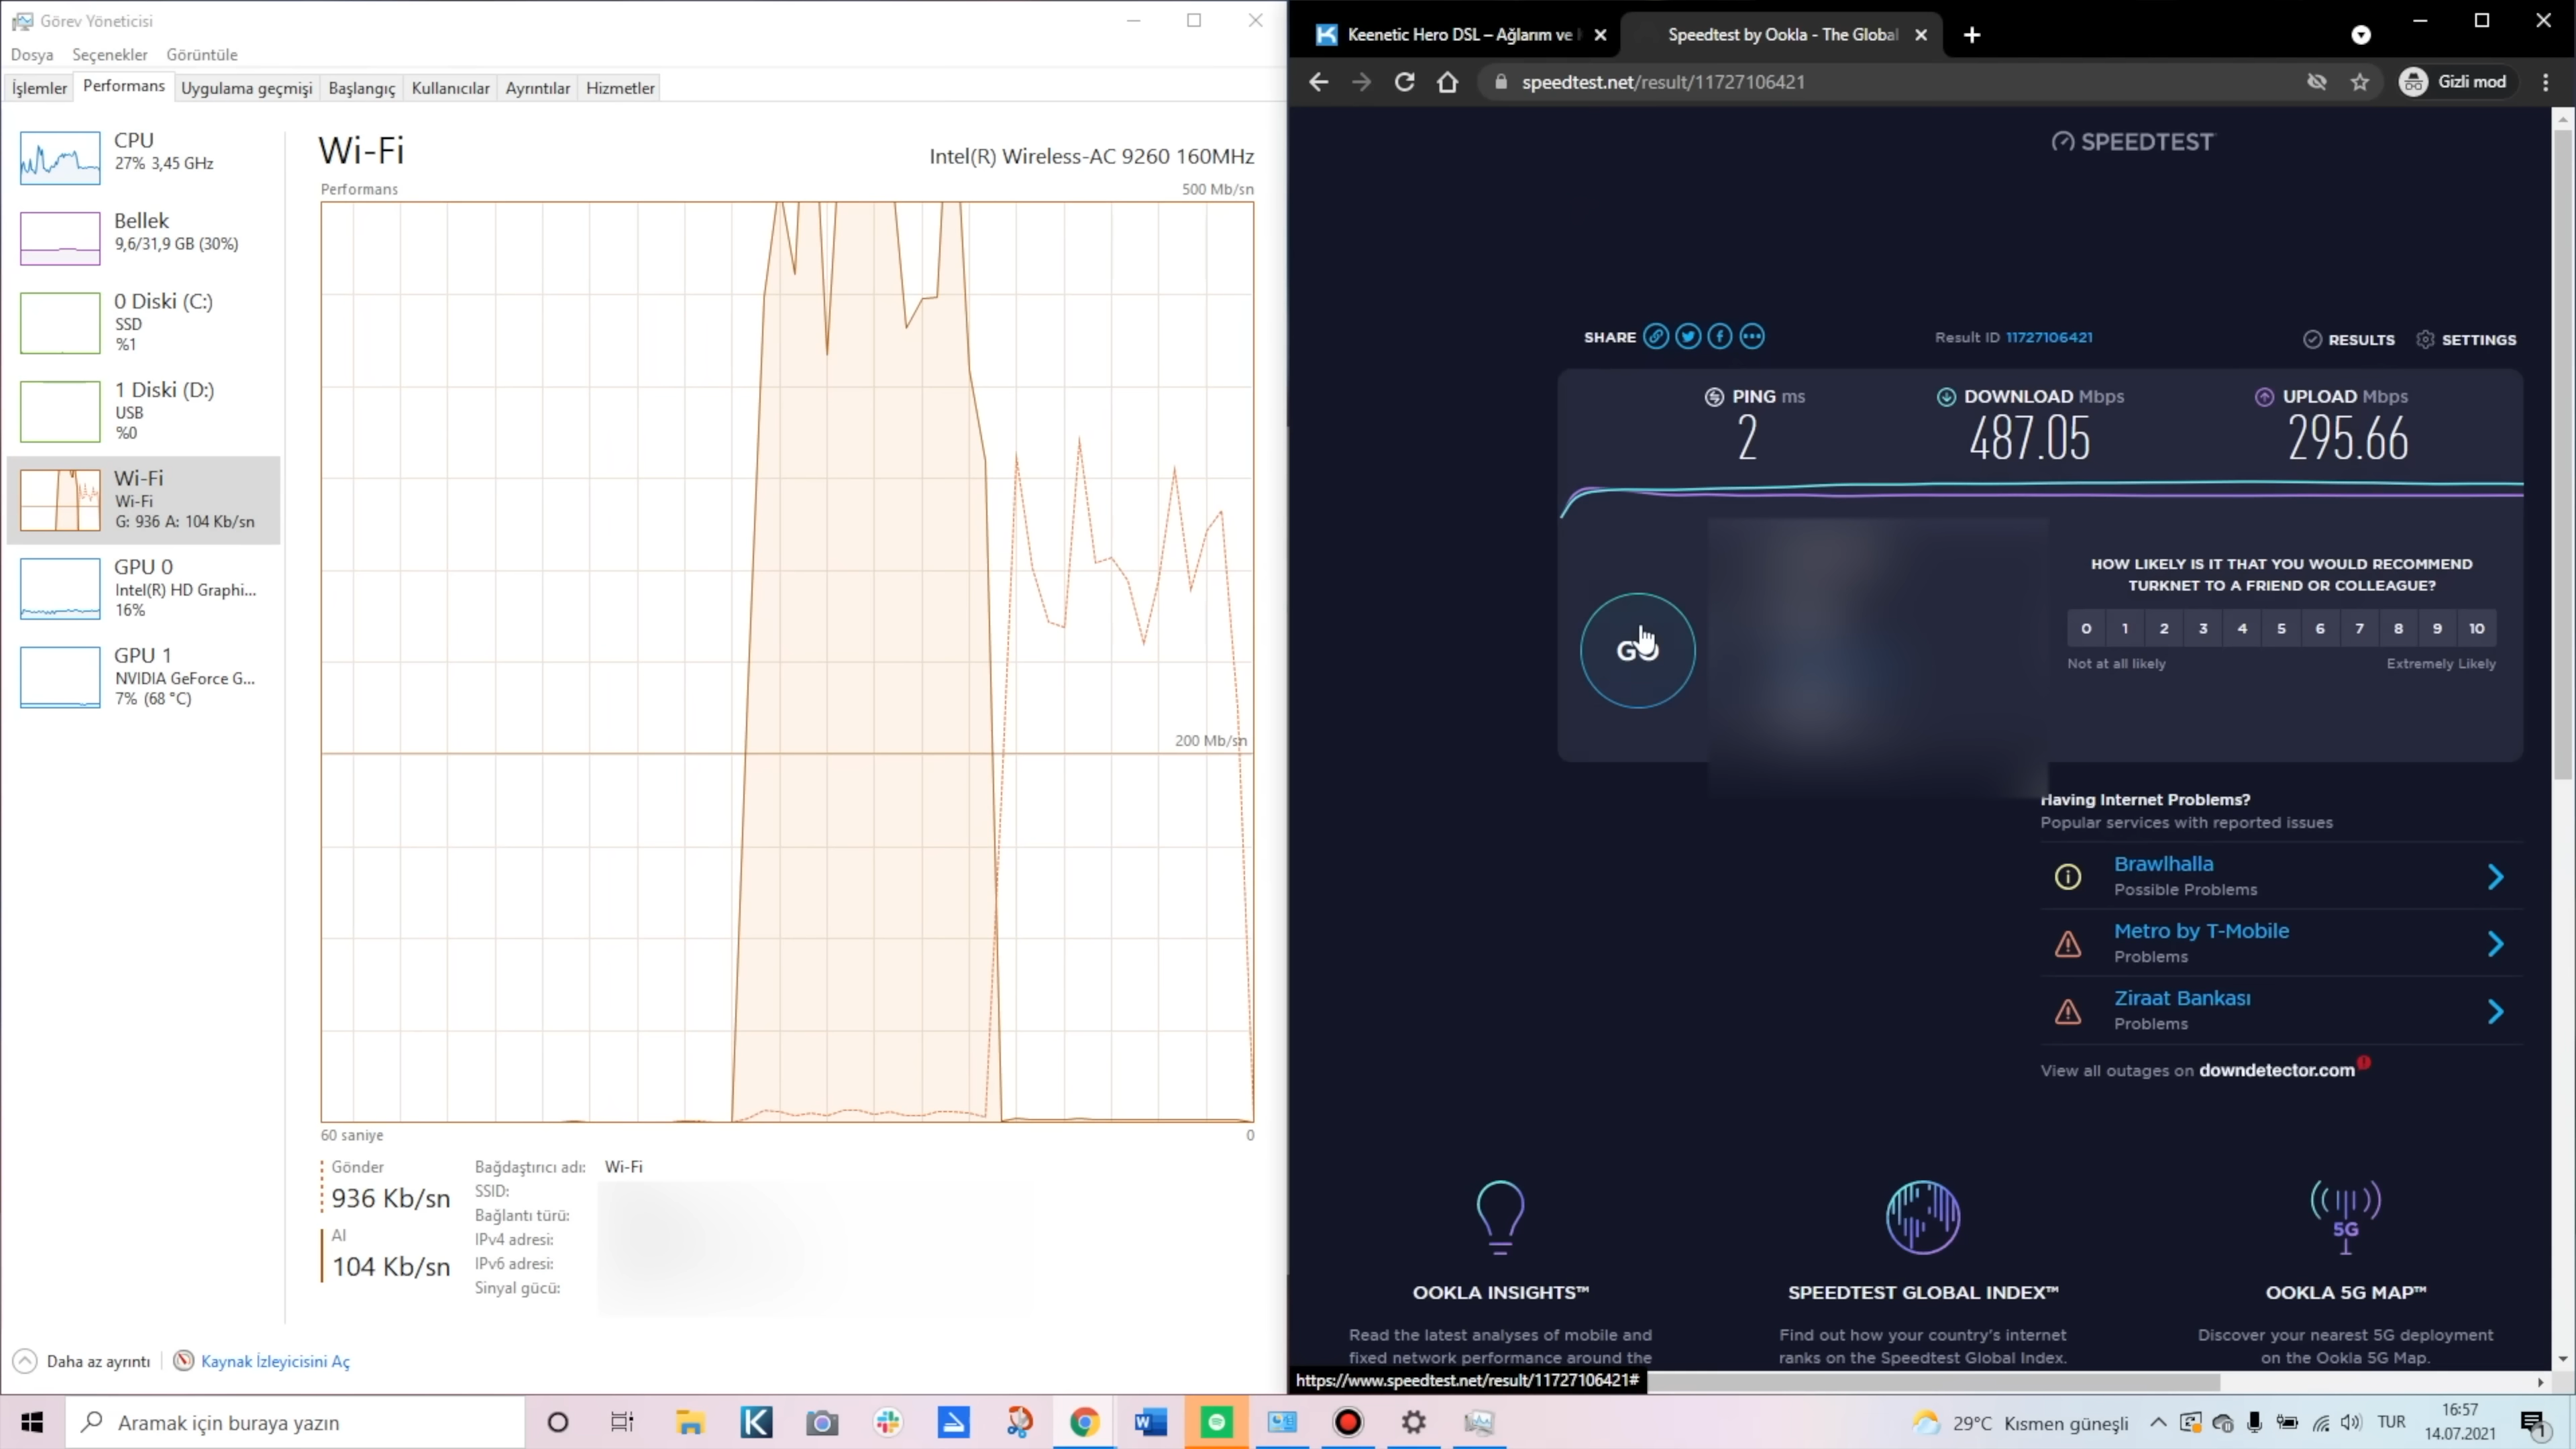 Görev Yöneticisi
Dosya Seçenekler Görüntüle
İşlemler Performans Uygulama geçmişi Başlangıç Kullanıcılar Ayrıntılar Hizmetler
CPU
27% 3,45 GHz
Bellek
9,6/31,9 GB (30%)
0 Diski (C:)
SSD
%1
1 Diski (D:)
USB
%0
Wi-Fi
Wi-Fi
G: 936 A: 104 Kb/sn
GPU 0
Intel(R) HD Graphi...
16%
GPU 1
NVIDIA GeForce G...
7% (68 °C)
Wi-Fi
Intel(R) Wireless-AC 9260 160MHz
Performans 500 Mb/sn
200 Mb/sn
60 saniye 0
Gönder
936 Kb/sn
Al
104 Kb/sn
Bağdaştırıcı adı: Wi-Fi
SSID:
Bağlantı türü:
IPv4 adresi:
IPv6 adresi:
Sinyal gücü:
Daha az ayrıntı Kaynak İzleyicisini Aç
Keenetic Hero DSL – Ağlarım ve Speedtest by Ookla - The Global
speedtest.net/result/11727106421 Gizli mod
SPEEDTEST
SHARE Result ID 11727106421 RESULTS SETTINGS
PING ms DOWNLOAD Mbps UPLOAD Mbps
2 487.05 295.66
GO
HOW LIKELY IS IT THAT YOU WOULD RECOMMEND
TURKNET TO A FRIEND OR COLLEAGUE?
0 1 2 3 4 5 6 7 8 9 10
Not at all likely Extremely Likely
Having Internet Problems?
Popular services with reported issues
Brawlhalla
Possible Problems
Metro by T-Mobile
Problems
Ziraat Bankası
Problems
View all outages on downdetector.com
5G
OOKLA INSIGHTS™ SPEEDTEST GLOBAL INDEX™ OOKLA 5G MAP™
Read the latest analyses of mobile and Find out how your country's internet Discover your nearest 5G deployment
fixed network performance around the ranks on the Speedtest Global Index. on the Ookla 5G Map.
https://www.speedtest.net/result/11727106421#
Aramak için buraya yazın
29°C Kısmen güneşli
TUR
16:57
14.07.2021
1